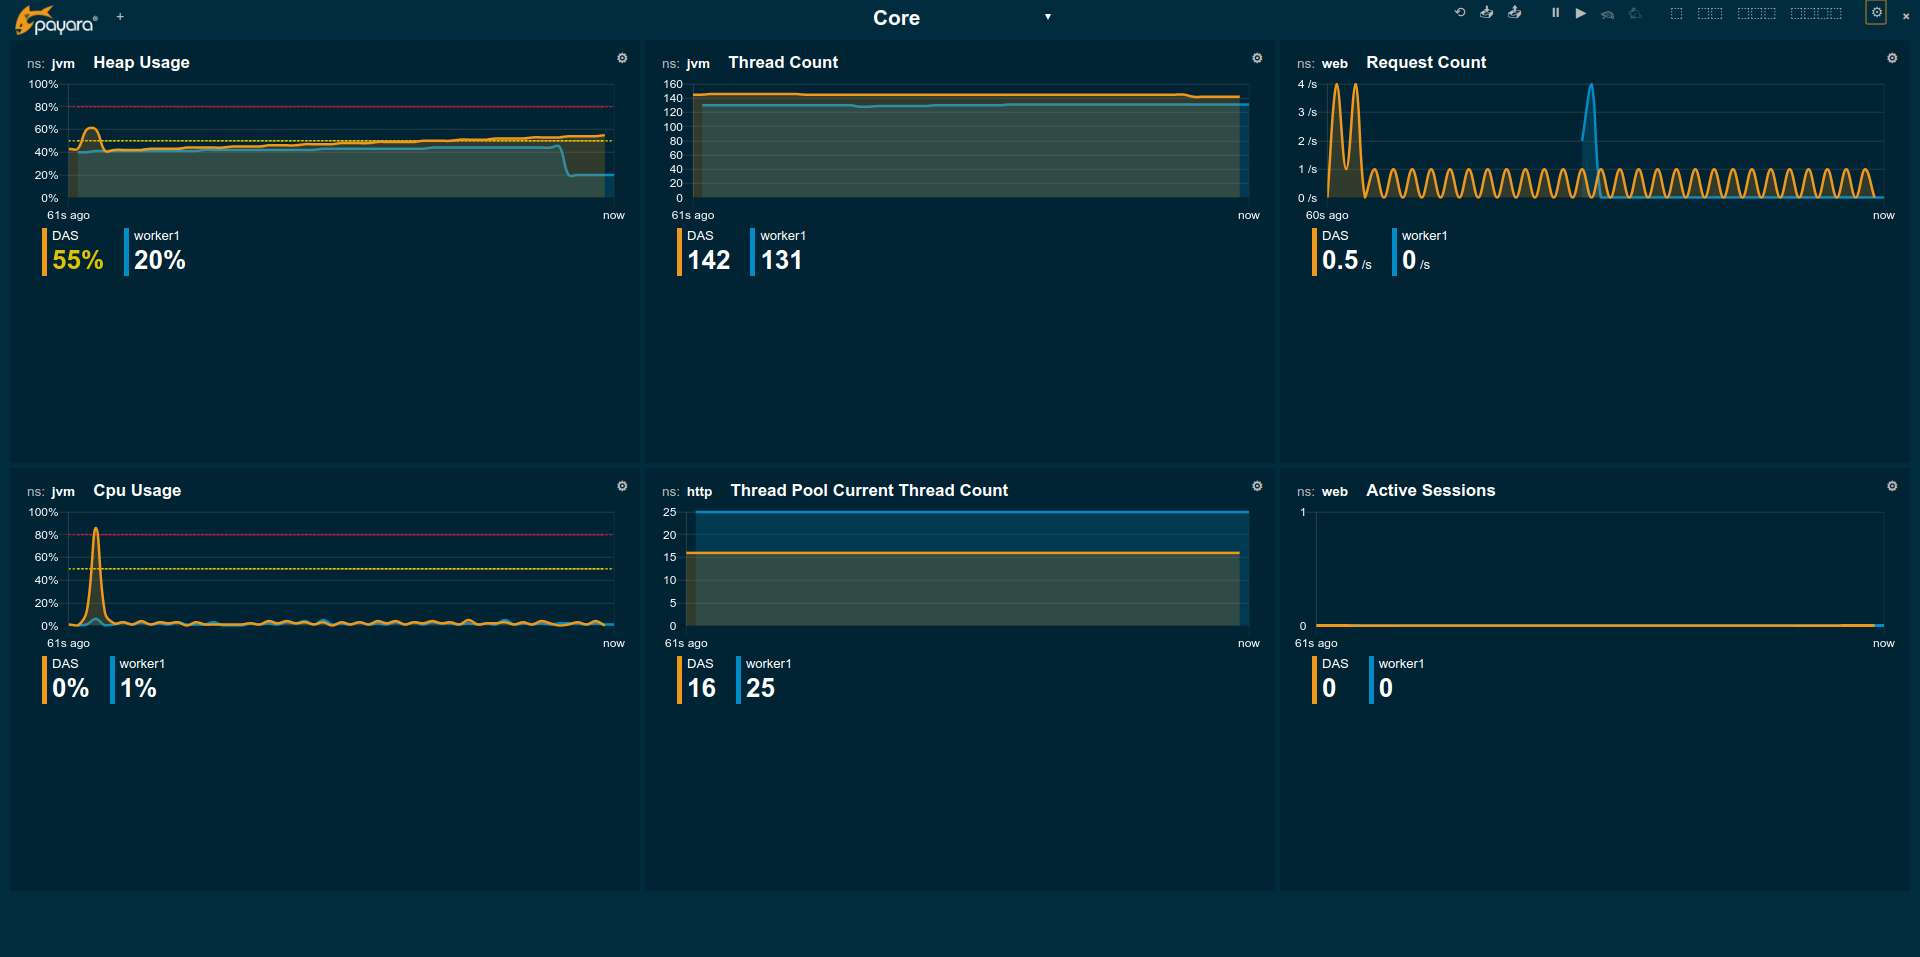 payara®
+
Core
ns: jvm Heap Usage
100%
80%
60%
40%
20%
0%
61s ago now
DAS worker1
55% 20%
ns: jvm Thread Count
160
140
120
100
80
60
40
20
0
61s ago now
DAS worker1
142 131
ns: web Request Count
4 /s
3 /s
2 /s
1 /s
0 /s
60s ago now
DAS worker1
0.5 /s 0 /s
ns: jvm Cpu Usage
100%
80%
60%
40%
20%
0%
61s ago now
DAS worker1
0% 1%
ns: http Thread Pool Current Thread Count
25
20
15
10
5
0
61s ago now
DAS worker1
16 25
ns: web Active Sessions
1
0
61s ago now
DAS worker1
0 0